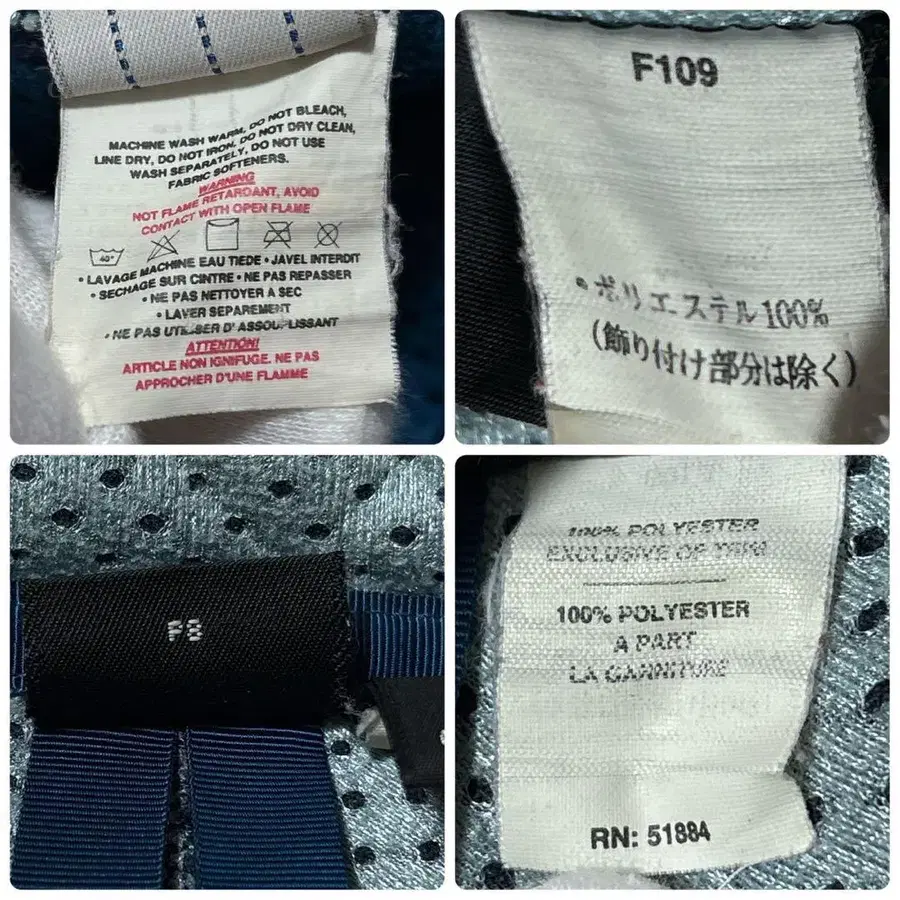 MACHINE WASH WARM, DO NOT BLEACH,
LINE DRY, DO NOT IRON, DO NOT DRY CLEAN,
WASH SEPARATELY, DO NOT USE
FABRIC SOFTENERS.
WARNING
NOT FLAME RETARDANT, AVOID
CONTACT WITH OPEN FLAME
40°
• LAVAGE MACHINE EAU TIEDE • JAVEL INTERDIT
• SECHAGE SUR CINTRE • NE PAS REPASSER
• NE PAS NETTOYER A SEC
• LAVER SEPAREMENT
• NE PAS UTILISER D'ASSOUPLISSANT
ATTENTION!
ARTICLE NON IGNIFUGE. NE PAS
APPROCHER D'UNE FLAMME
F109
•ポリエステル100%
(飾り付け部分は除く)
F8
100% POLYESTER
EXCLUSIVE OF TRIM
100% POLYESTER
A PART
LA GARNITURE
RN: 51884